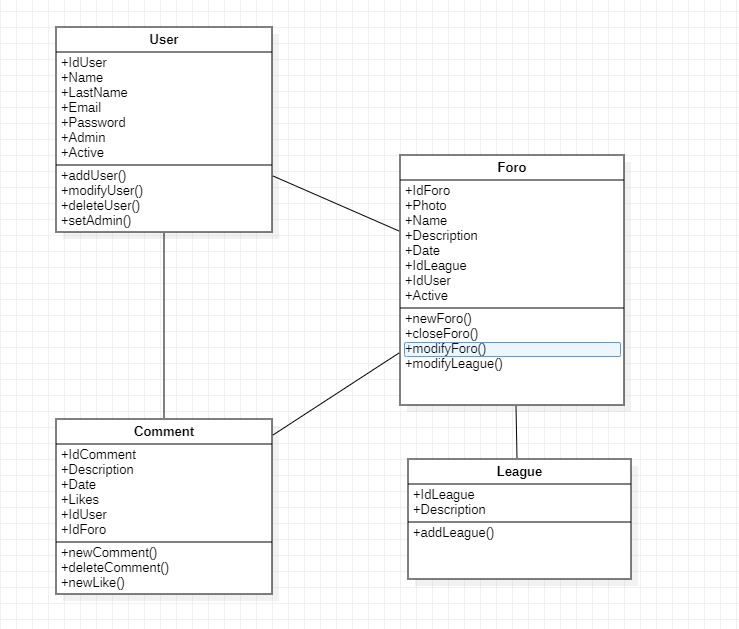 User
+IdUser
+Name
+LastName
+Email
+Password
+Admin
+Active
+addUser()
+modifyUser()
+deleteUser()
+setAdmin()
Foro
+IdForo
+Photo
+Name
+Description
+Date
+IdLeague
+IdUser
+Active
+newForo()
+closeForo()
+modifyForo()
+modifyLeague()
Comment
+IdComment
+Description
+Date
+Likes
+IdUser
+IdForo
+newComment()
+deleteComment()
+newLike()
League
+IdLeague
+Description
+addLeague()